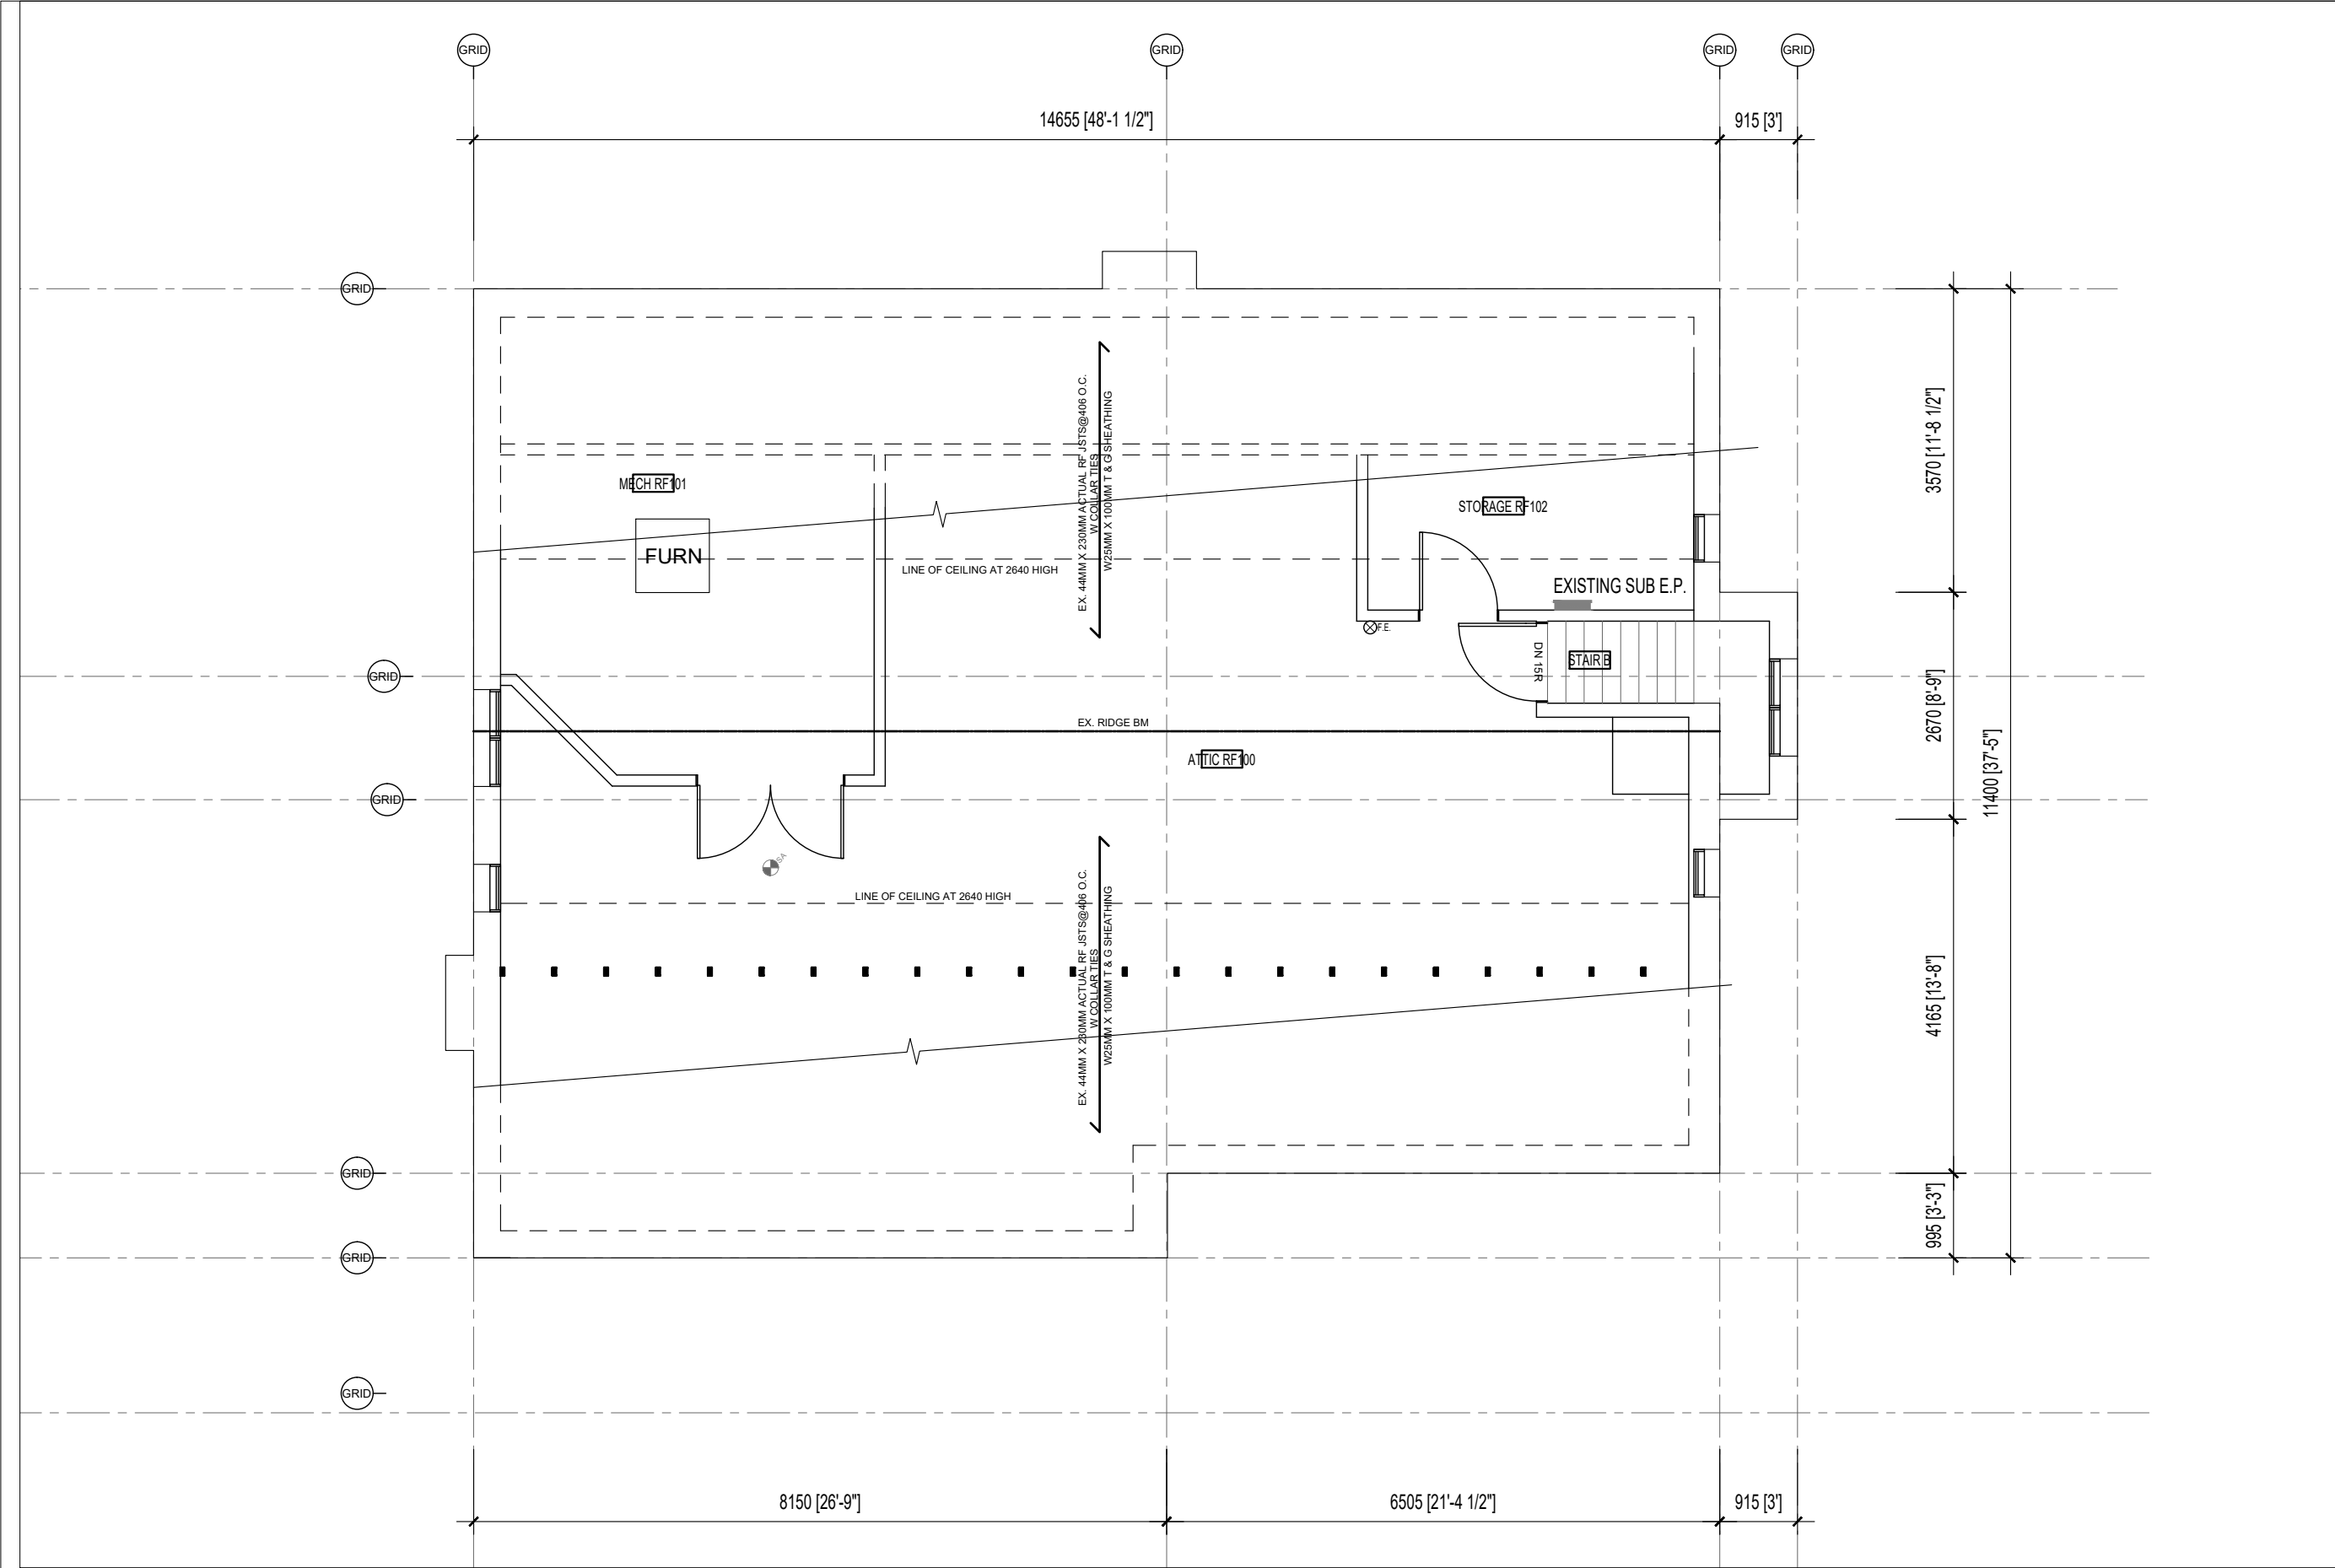 GRID
GRID
GRID
GRID
14655 [48'-1 1/2"]
915 [3']
GRID
EX. 44MM X 230MM ACTUAL RF JSTS@406 O.C.
W COLLAR TIES
W25MM X 100MM T & G SHEATHING
3570 [11'-8 1/2"]
MECH RF101
STORAGE RF102
FURN
LINE OF CEILING AT 2640 HIGH
EXISTING SUB E.P.
F.E.
DN 15R
STAIR B
GRID
2670 [8'-9"]
EX. RIDGE BM
ATTIC RF100
11400 [37'-5"]
GRID
SA
LINE OF CEILING AT 2640 HIGH
EX. 44MM X 230MM ACTUAL RF JSTS@406 O.C.
W COLLAR TIES
W25MM X 100MM T & G SHEATHING
4165 [13'-8"]
GRID
995 [3'-3"]
GRID
GRID
8150 [26'-9"]
6505 [21'-4 1/2"]
915 [3']